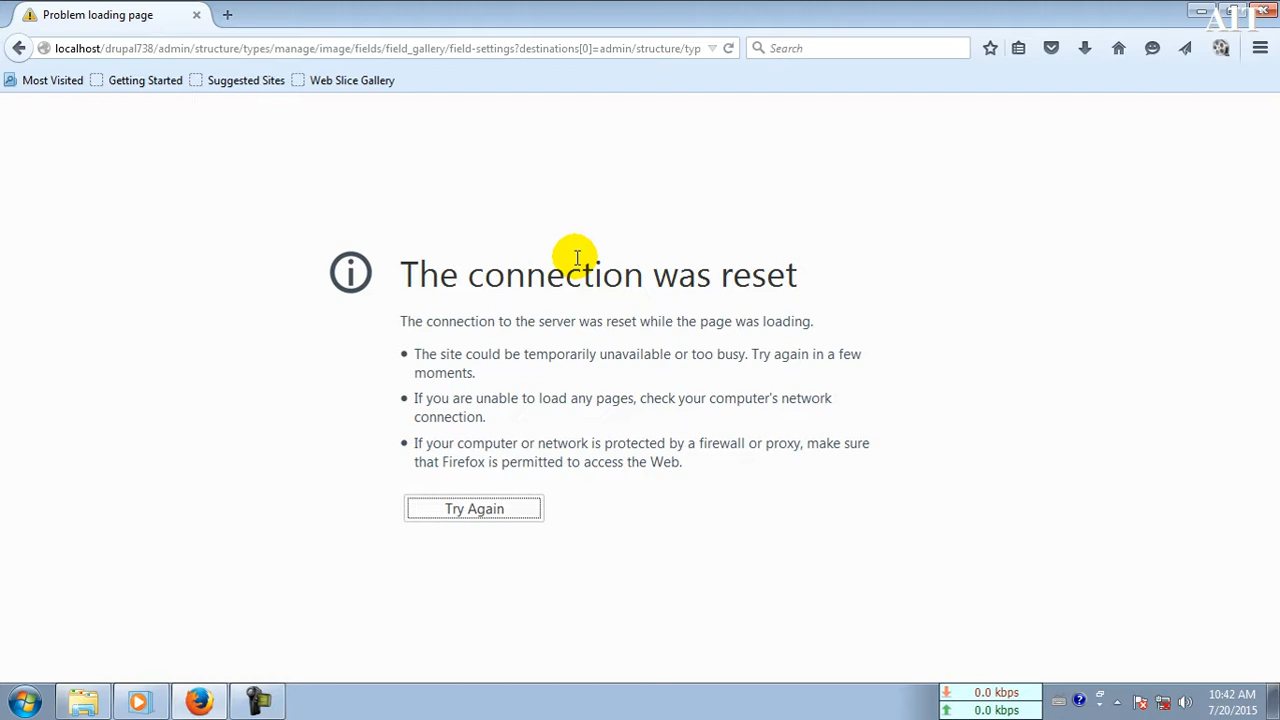 Problem loading page
AIT
localhost/drupal738/admin/structure/types/manage/image/fields/field_gallery/field-settings?destinations[0]=admin/structure/typ
Search
Most Visited
Getting Started
Suggested Sites
Web Slice Gallery
The connection was reset
The connection to the server was reset while the page was loading.
The site could be temporarily unavailable or too busy. Try again in a few
moments.
If you are unable to load any pages, check your computer's network
connection.
If your computer or network is protected by a firewall or proxy, make sure
that Firefox is permitted to access the Web.
Try Again
0.0 kbps
0.0 kbps
10:42 AM
7/20/2015